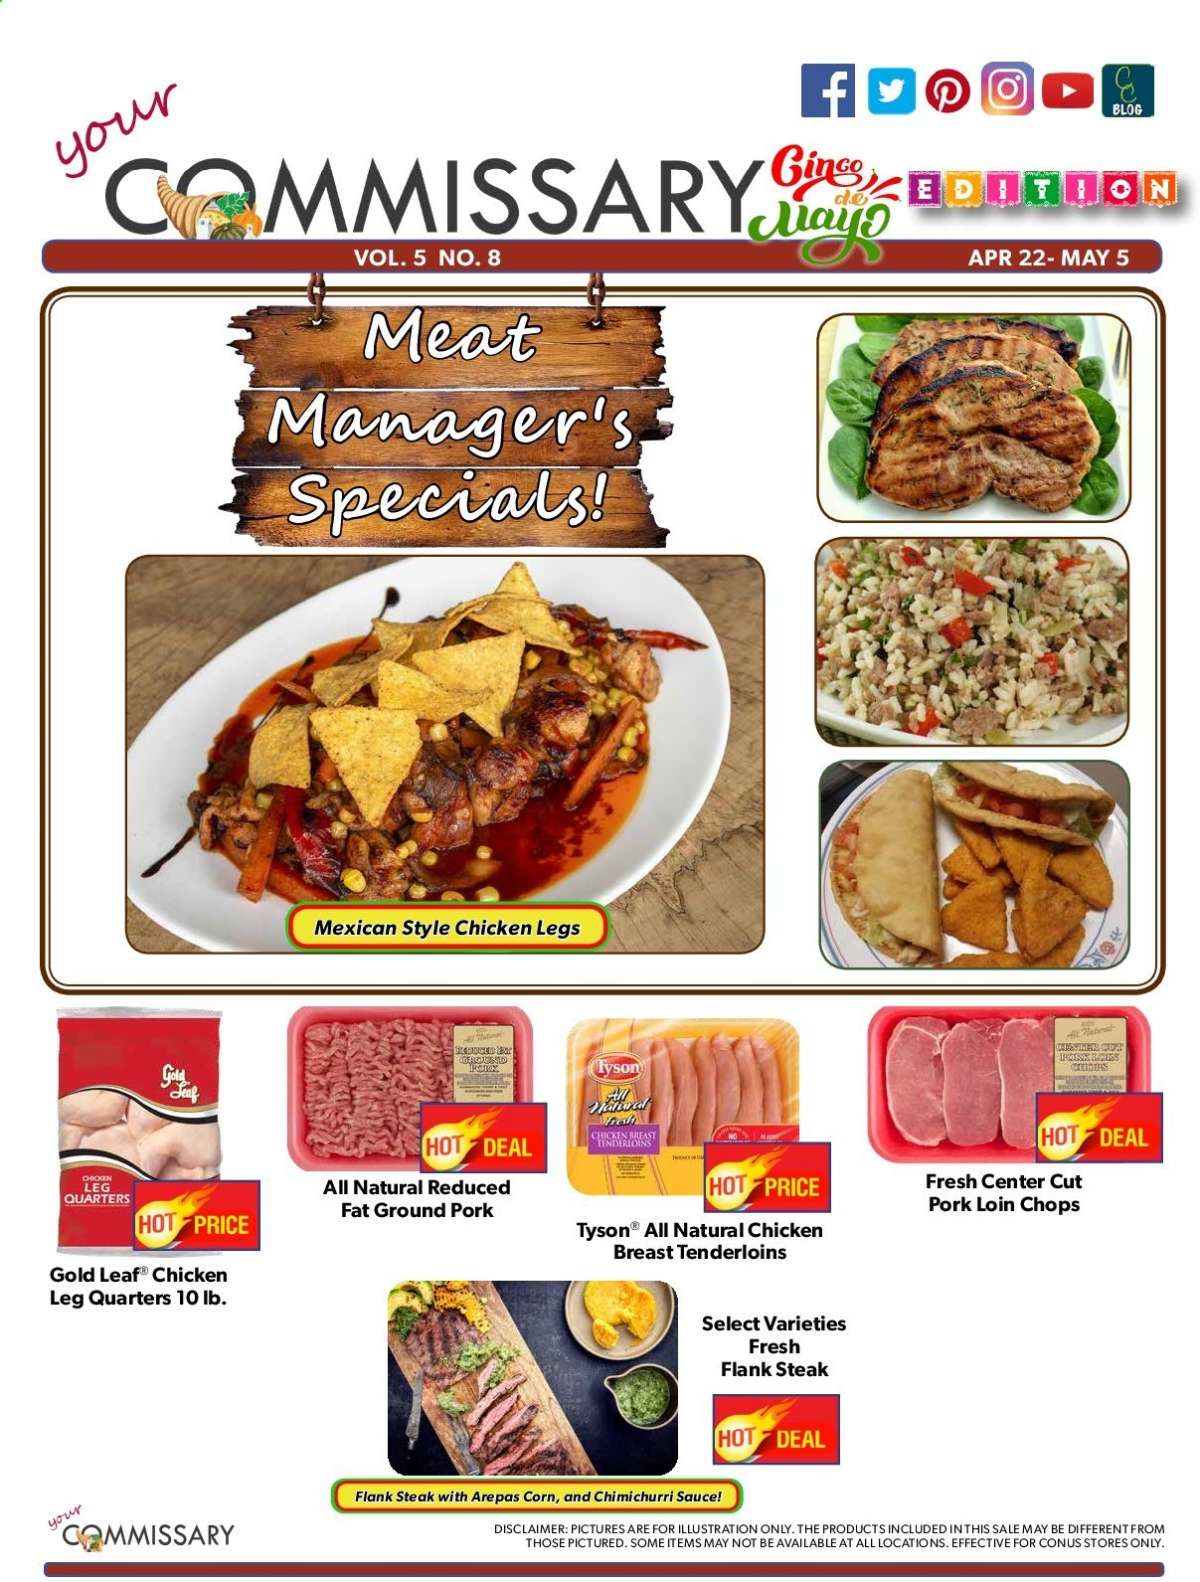 BLOG
your
COMMISSARY
Cinco
de
Mayo
EDITION
VOL. 5 NO. 8
APR 22- MAY 5
Meat
Manager's
Specials!
Mexican Style Chicken Legs
Gold
Leaf
CHICKEN
LEG
QUARTERS
HOT PRICE
Gold Leaf® Chicken
Leg Quarters 10 lb.
All Natural
REDUCED FAT
GROUND
PORK
HOT DEAL
All Natural Reduced
Fat Ground Pork
Tyson
All
Natural
fresh
CHICKEN BREAST
TENDERLOINS
HOT PRICE
Tyson® All Natural Chicken
Breast Tenderloins
All Natural
CENTER CUT
PORK LOIN
CHOPS
HOT DEAL
Fresh Center Cut
Pork Loin Chops
Select Varieties
Fresh
Flank Steak
HOT DEAL
Flank Steak with Arepas Corn, and Chimichurri Sauce!
your
COMMISSARY
DISCLAIMER: PICTURES ARE FOR ILLUSTRATION ONLY. THE PRODUCTS INCLUDED IN THIS SALE MAY BE DIFFERENT FROM
THOSE PICTURED. SOME ITEMS MAY NOT BE AVAILABLE AT ALL LOCATIONS. EFFECTIVE FOR CONUS STORES ONLY.